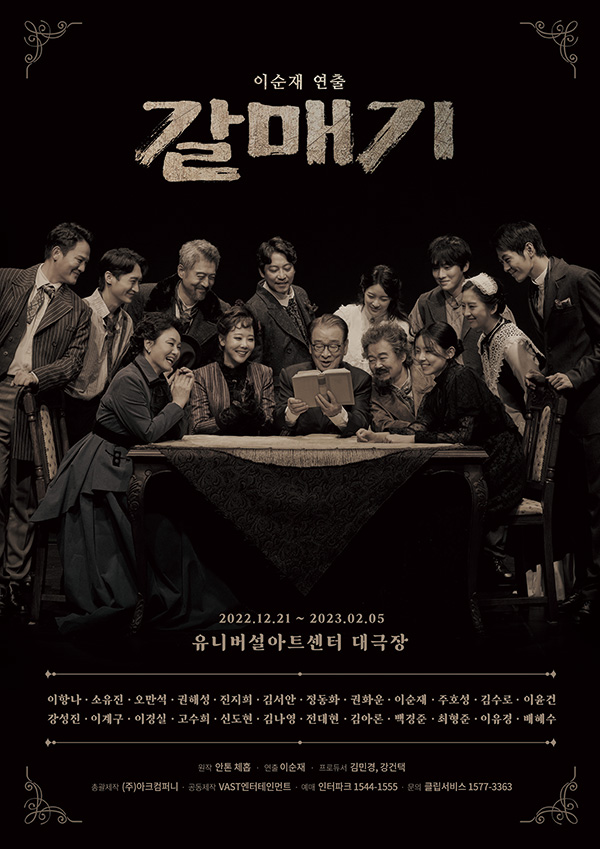 이순재 연출
갈매기
2022.12.21 ~ 2023.02.05
유니버설아트센터 대극장
이항나 · 소유진 · 오만석 · 권해성 · 진지희 · 김서안 · 정동화 · 권화운 · 이순재 · 주호성 · 김수로 · 이윤건
강성진 · 이계구 · 이경실 · 고수희 · 신도현 · 김나영 · 전대현 · 김아론 · 백경준 · 최형준 · 이유경 · 배혜수
원작 안톤 체홉 · 연출 이순재 · 프로듀서 김민경, 강건택
총괄제작 (주)아크컴퍼니 · 공동제작 VAST엔터테인먼트 · 예매 인터파크 1544-1555 · 문의 클립서비스 1577-3363